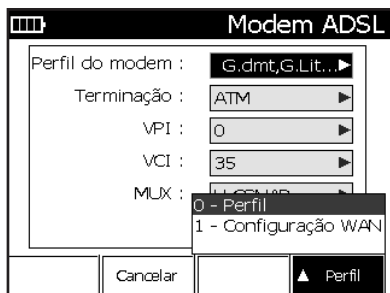 Modem ADSL
Perfil do modem : G.dmt,G.Lit...
Terminação : ATM
VPI : 0
VCI : 35
MUX :
0 - Perfil
1 - Configuração WAN
Cancelar
Perfil